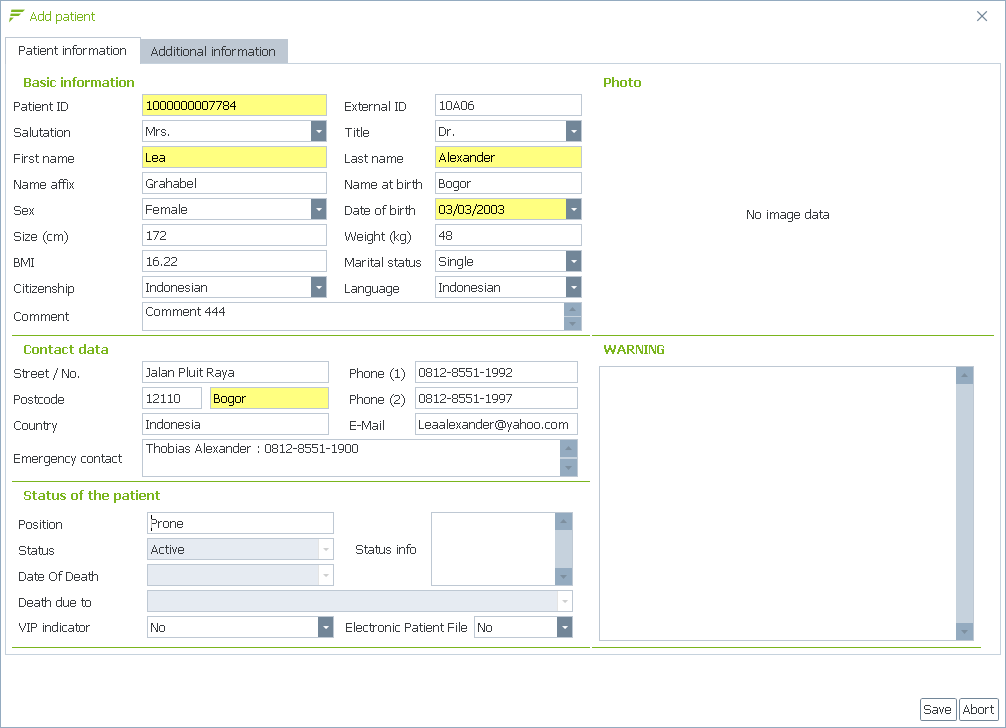 Add patient
Patient information Additional information
Basic information Photo
Patient ID 1000000007784 External ID 10A06
Salutation Mrs. Title Dr.
First name Lea Last name Alexander
Name affix Grahabel Name at birth Bogor
Sex Female Date of birth 03/03/2003
No image data
Size (cm) 172 Weight (kg) 48
BMI 16.22 Marital status Single
Citizenship Indonesian Language Indonesian
Comment Comment 444
Contact data WARNING
Street / No. Jalan Pluit Raya Phone (1) 0812-8551-1992
Postcode 12110 Bogor Phone (2) 0812-8551-1997
Country Indonesia E-Mail Leaalexander@yahoo.com
Emergency contact Thobias Alexander : 0812-8551-1900
Status of the patient
Position Prone
Status Active Status info
Date Of Death
Death due to
VIP indicator No Electronic Patient File No
Save Abort